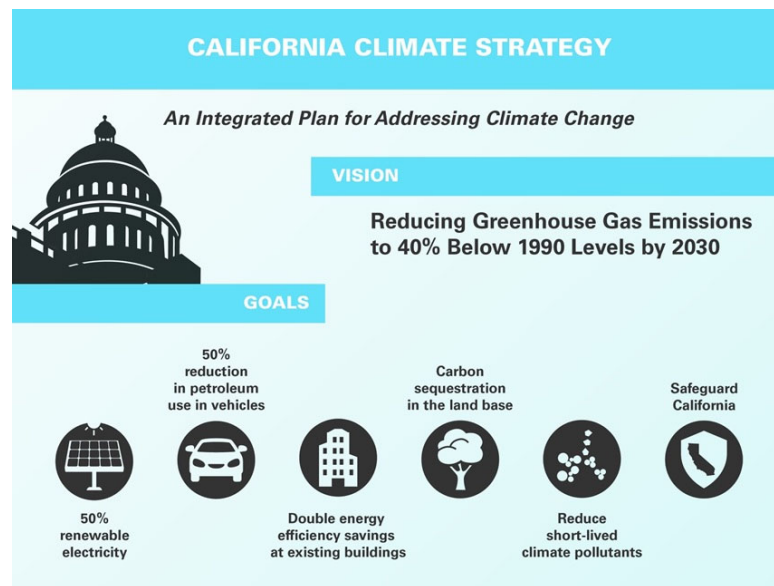 CALIFORNIA CLIMATE STRATEGY
An Integrated Plan for Addressing Climate Change
VISION
Reducing Greenhouse Gas Emissions
to 40% Below 1990 Levels by 2030
GOALS
50%
renewable
electricity
50%
reduction
in petroleum
use in vehicles
Double energy
efficiency savings
at existing buildings
Carbon
sequestration
in the land base
Reduce
short-lived
climate pollutants
Safeguard
California